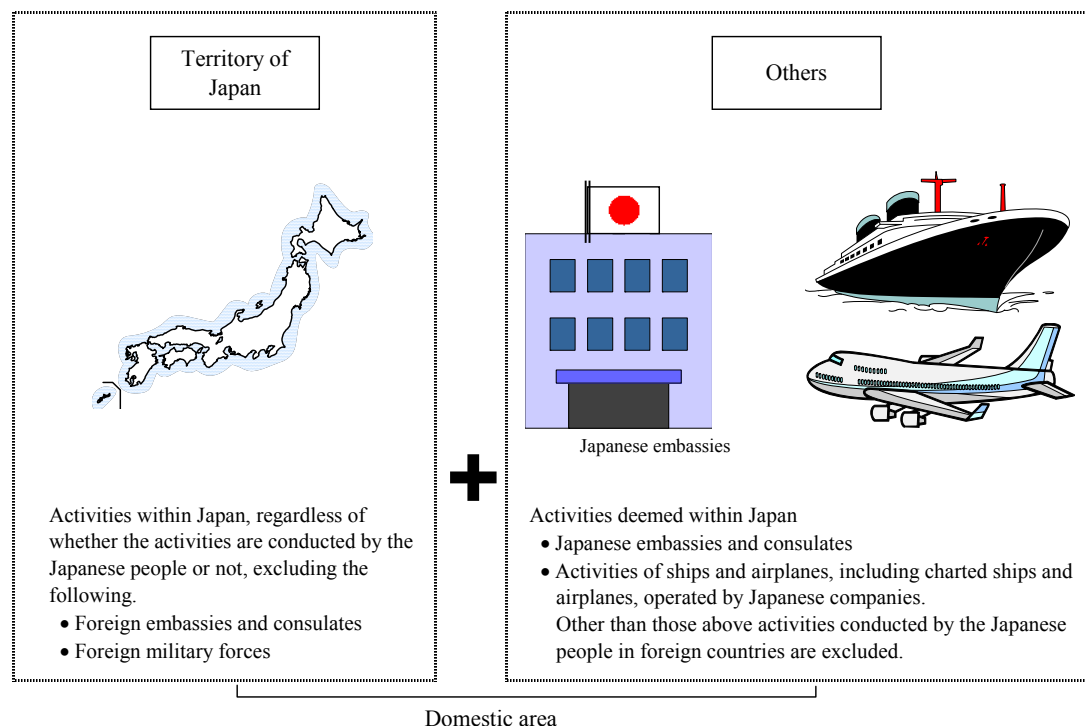 Territory of
Japan
Activities within Japan, regardless of
whether the activities are conducted by the
Japanese people or not, excluding the
following.
• Foreign embassies and consulates
• Foreign military forces
Others
Japanese embassies
Activities deemed within Japan
• Japanese embassies and consulates
• Activities of ships and airplanes, including charted ships and
airplanes, operated by Japanese companies.
Other than those above activities conducted by the Japanese
people in foreign countries are excluded.
Domestic area